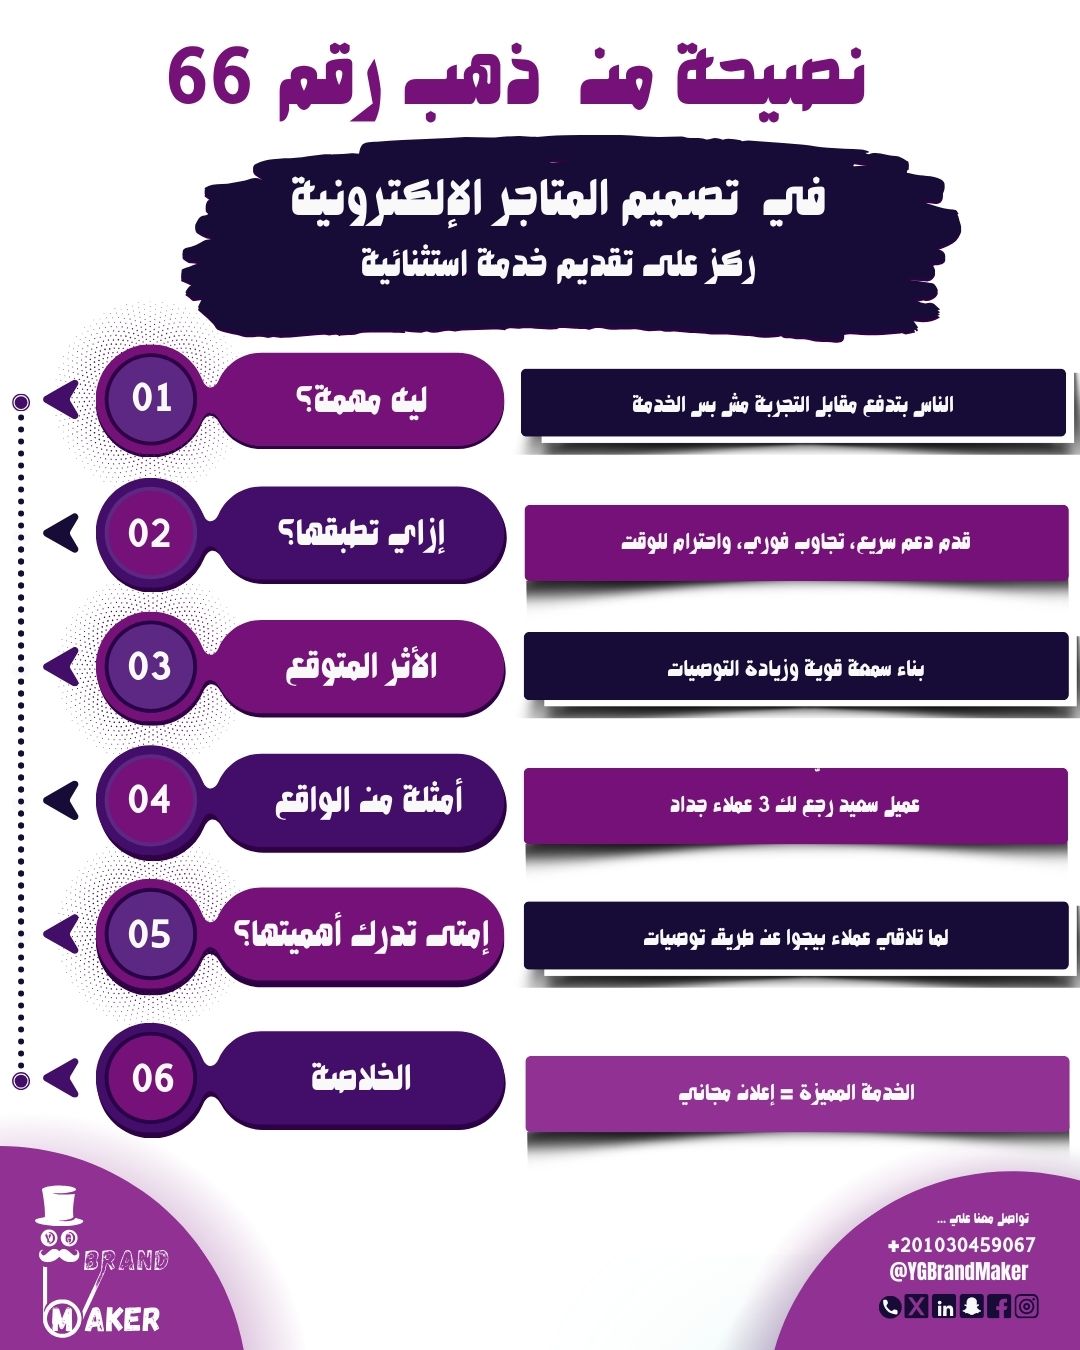 نصيحة من ذهب رقم 66
في تصميم المتاجر الإلكترونية
ركز على تقديم خدمة استثنائية
01
ليه مهمة؟
الناس بتدفع مقابل التجربة مش بس الخدمة
02
إزاي تطبقها؟
قدم دعم سريع، تجاوب فوري، واحترام للوقت
03
الأثر المتوقع
بناء سمعة قوية وزيادة التوصيات
04
أمثلة من الواقع
عميل سعيد رجع لك 3 عملاء جداد
05
إمتى تدرك أهميتها؟
لما تلاقي عملاء بيجوا عن طريق توصيات
06
الخلاصة
الخدمة المميزة = إعلان مجاني
BRAND
MAKER
تواصل معنا علي ...
+201030459067
@YGBrandMaker